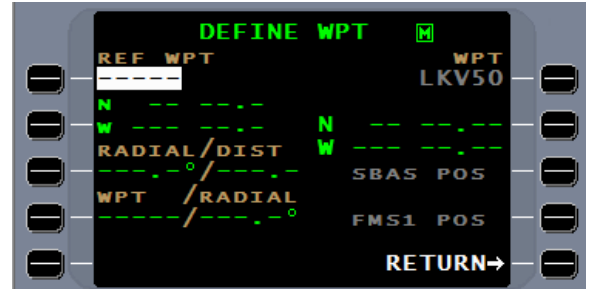 DEFINE WPT M
REF WPT WPT
----- LKV50
N -- --.-
W --- --.- N -- --.--
RADIAL/DIST W --- --.--
---.-°/---.- SBAS POS
WPT /RADIAL
-----/---.-° FMS1 POS
RETURN→